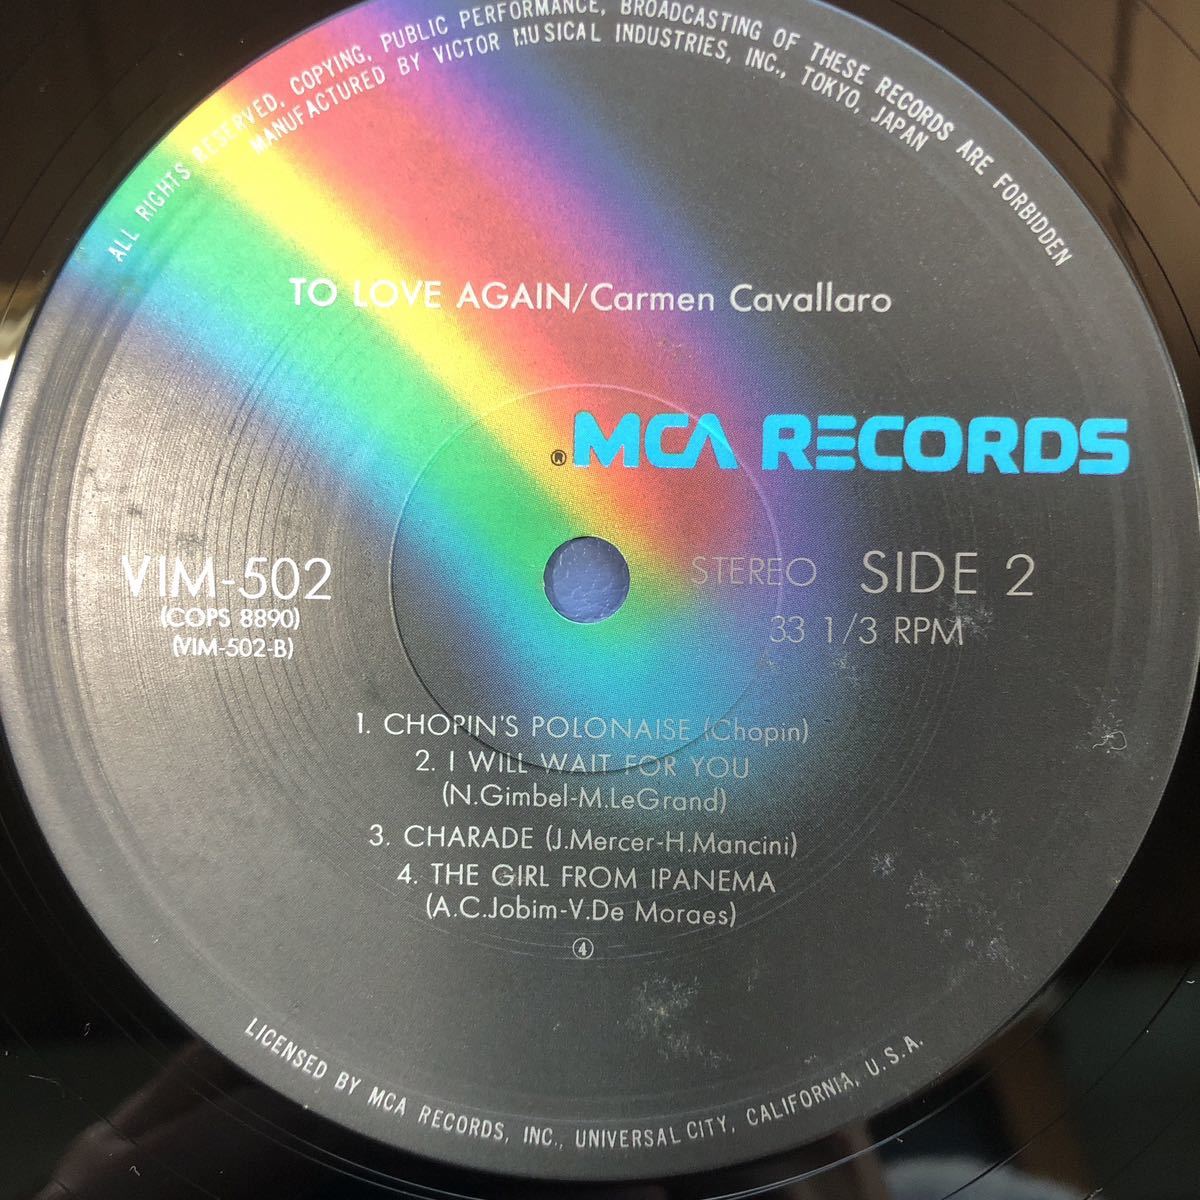 ALL RIGHTS RESERVED, COPYING, PUBLIC PERFORMANCE, BROADCASTING OF THESE RECORDS ARE FORBIDDEN
MANUFACTURED BY VICTOR MUSICAL INDUSTRIES, INC., TOKYO, JAPAN
TO LOVE AGAIN/Carmen Cavallaro
® MCA RECORDS
VIM-502
(COPS 8890)
(VIM-502-B)
STEREO SIDE 2
33 1/3 RPM
1. CHOPIN'S POLONAISE (Chopin)
2. I WILL WAIT FOR YOU
(N.Gimbel-M.LeGrand)
3. CHARADE (J.Mercer-H.Mancini)
4. THE GIRL FROM IPANEMA
(A.C.Jobim-V.De Moraes)
④
LICENSED BY MCA RECORDS, INC., UNIVERSAL CITY, CALIFORNIA, U.S.A.